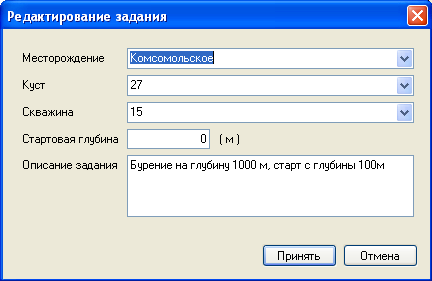 Редактирование задания
Месторождение Комсомольское
Куст 27
Скважина 15
Стартовая глубина 0 ( м )
Описание задания Бурение на глубину 1000 м, старт с глубины 100м
Принять Отмена